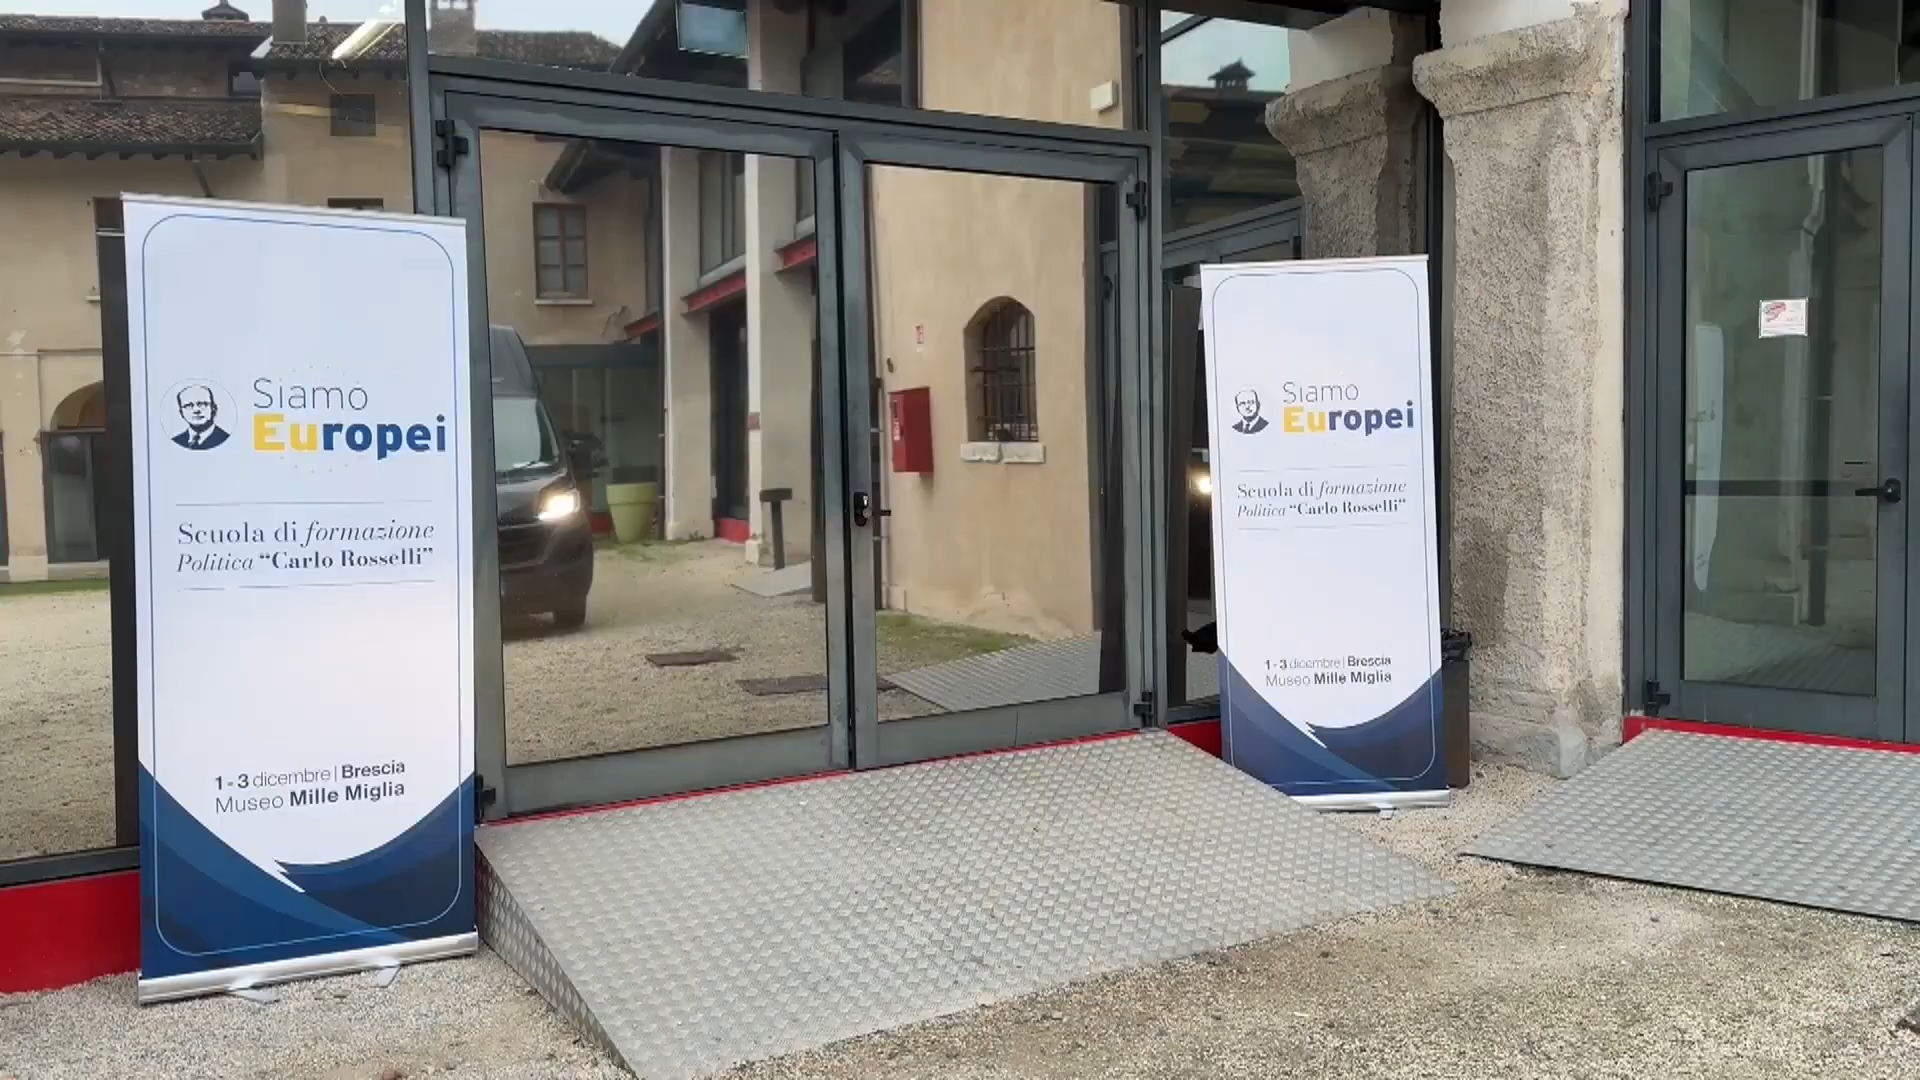 Siamo
Europei
Scuola di formazione
Politica “Carlo Rosselli”
1 - 3 dicembre | Brescia
Museo Mille Miglia
Siamo
Europei
Scuola di formazione
Politica “Carlo Rosselli”
1 - 3 dicembre | Brescia
Museo Mille Miglia